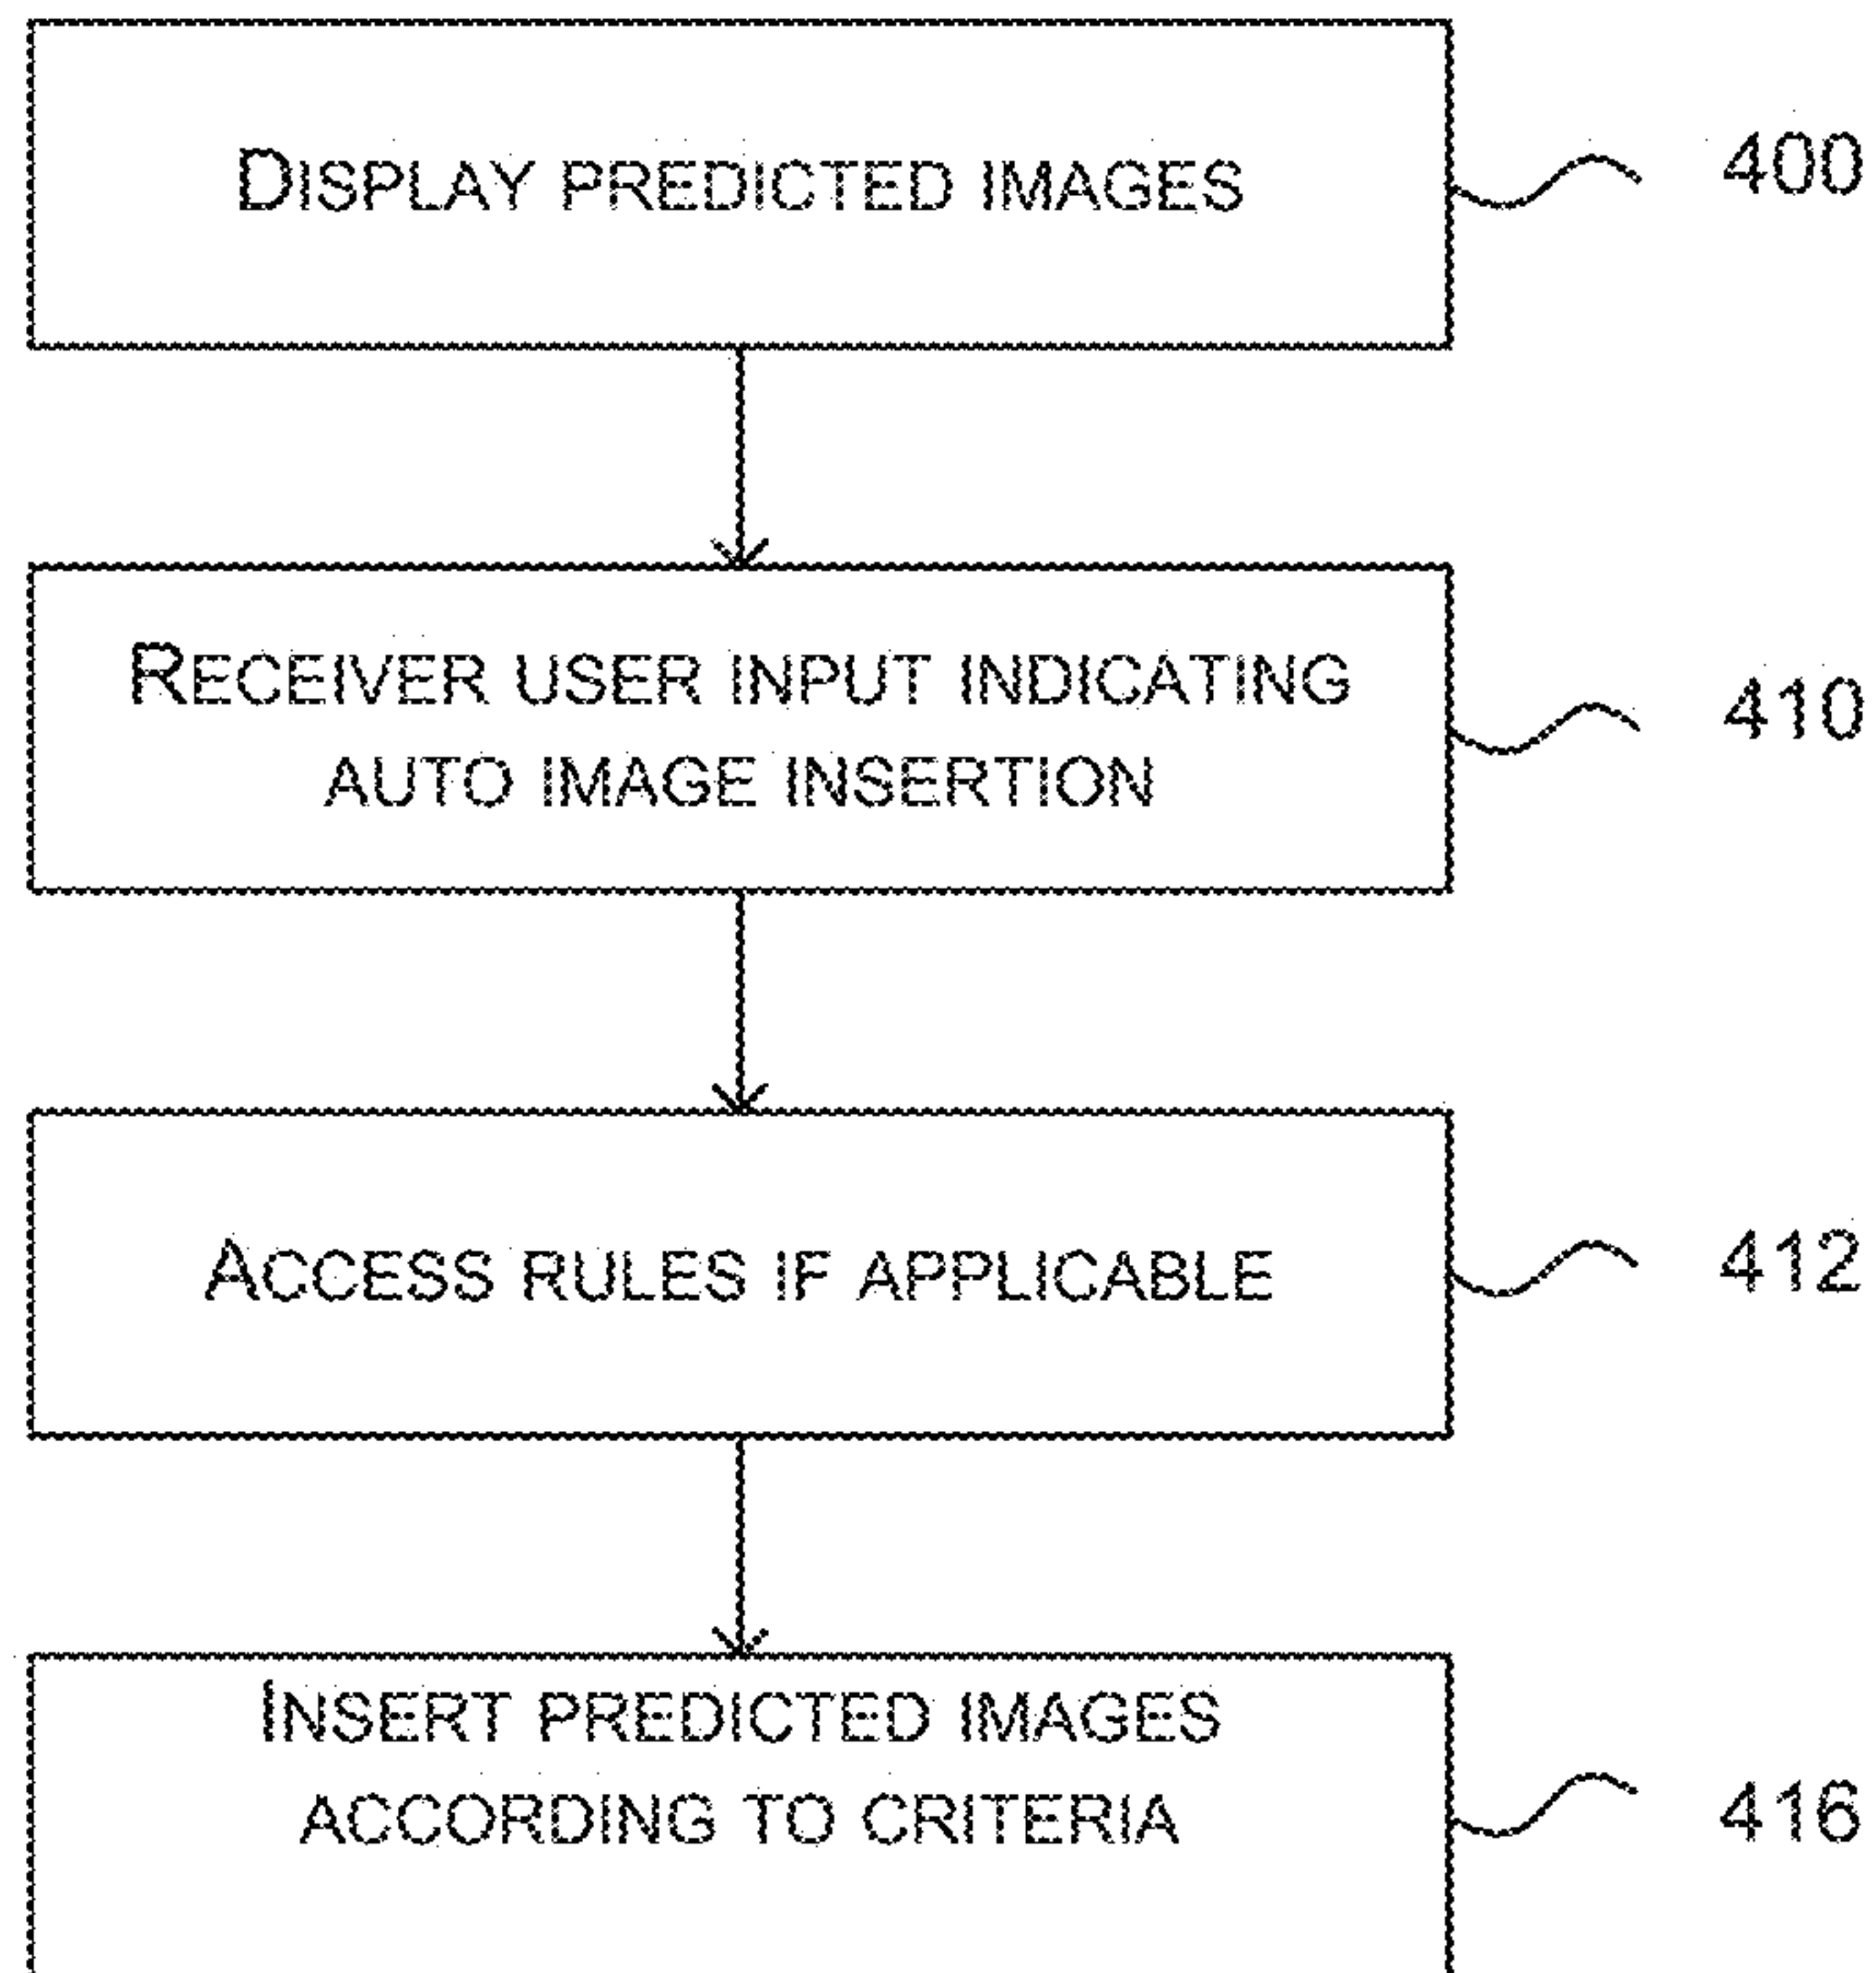 DISPLAY PREDICTED IMAGES
400
RECEIVER USER INPUT INDICATING
AUTO IMAGE INSERTION
410
ACCESS RULES IF APPLICABLE
412
INSERT PREDICTED IMAGES
ACCORDING TO CRITERIA
416